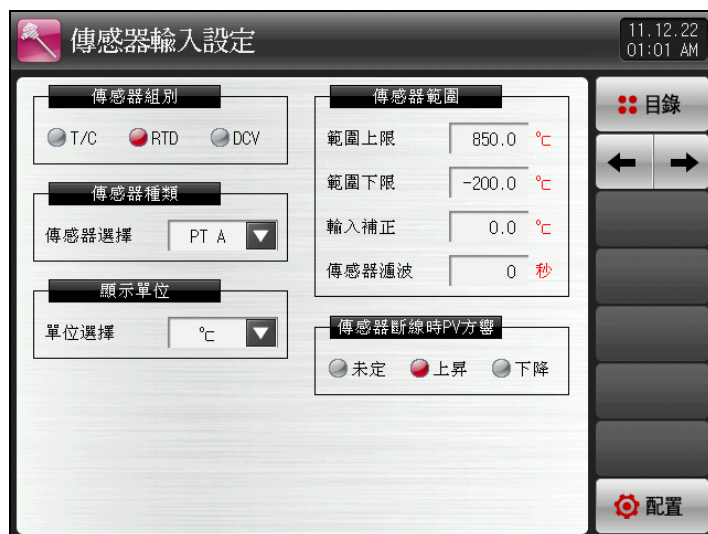 傳感器輸入設定
11.12.22
01:01 AM
傳感器組別
T/C RTD DCV
傳感器種類
傳感器選擇 PT A
顯示單位
單位選擇 ℃
傳感器範圍
範圍上限 850.0 ℃
範圍下限 -200.0 ℃
輸入補正 0.0 ℃
傳感器濾波 0 秒
傳感器斷線時PV方響
未定 上昇 下降
目錄
配置